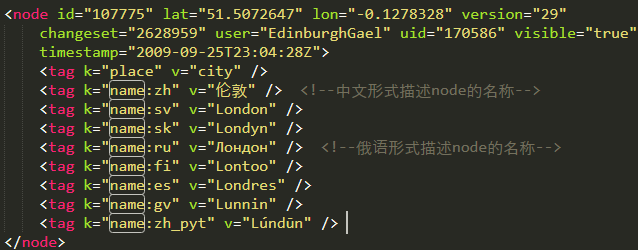 <node id="107775" lat="51.5072647" lon="-0.1278328" version="29"
changeset="2628959" user="EdinburghGael" uid="170586" visible="true"
timestamp="2009-09-25T23:04:28Z">
<tag k="place" v="city" />
<tag k="name:zh" v="伦敦" /> <!--中文形式描述node的名称-->
<tag k="name:sv" v="London" />
<tag k="name:sk" v="Londyn" />
<tag k="name:ru" v="Лондон" /> <!--俄语形式描述node的名称-->
<tag k="name:fi" v="Lontoo" />
<tag k="name:es" v="Londres" />
<tag k="name:gv" v="Lunnin" />
<tag k="name:zh_pyt" v="Lúndūn" />
</node>